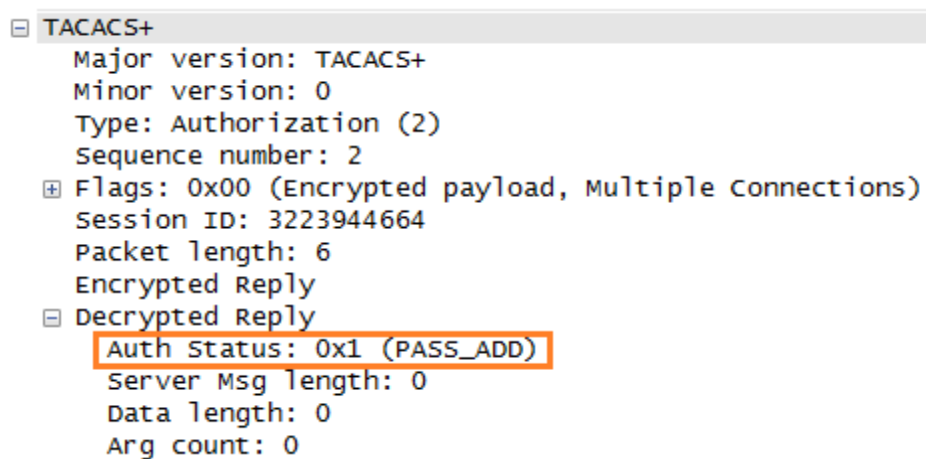 TACACS+
Major version: TACACS+
Minor version: 0
Type: Authorization (2)
Sequence number: 2
Flags: 0x00 (Encrypted payload, Multiple Connections)
Session ID: 3223944664
Packet length: 6
Encrypted Reply
Decrypted Reply
Auth Status: 0x1 (PASS_ADD)
Server Msg length: 0
Data length: 0
Arg count: 0